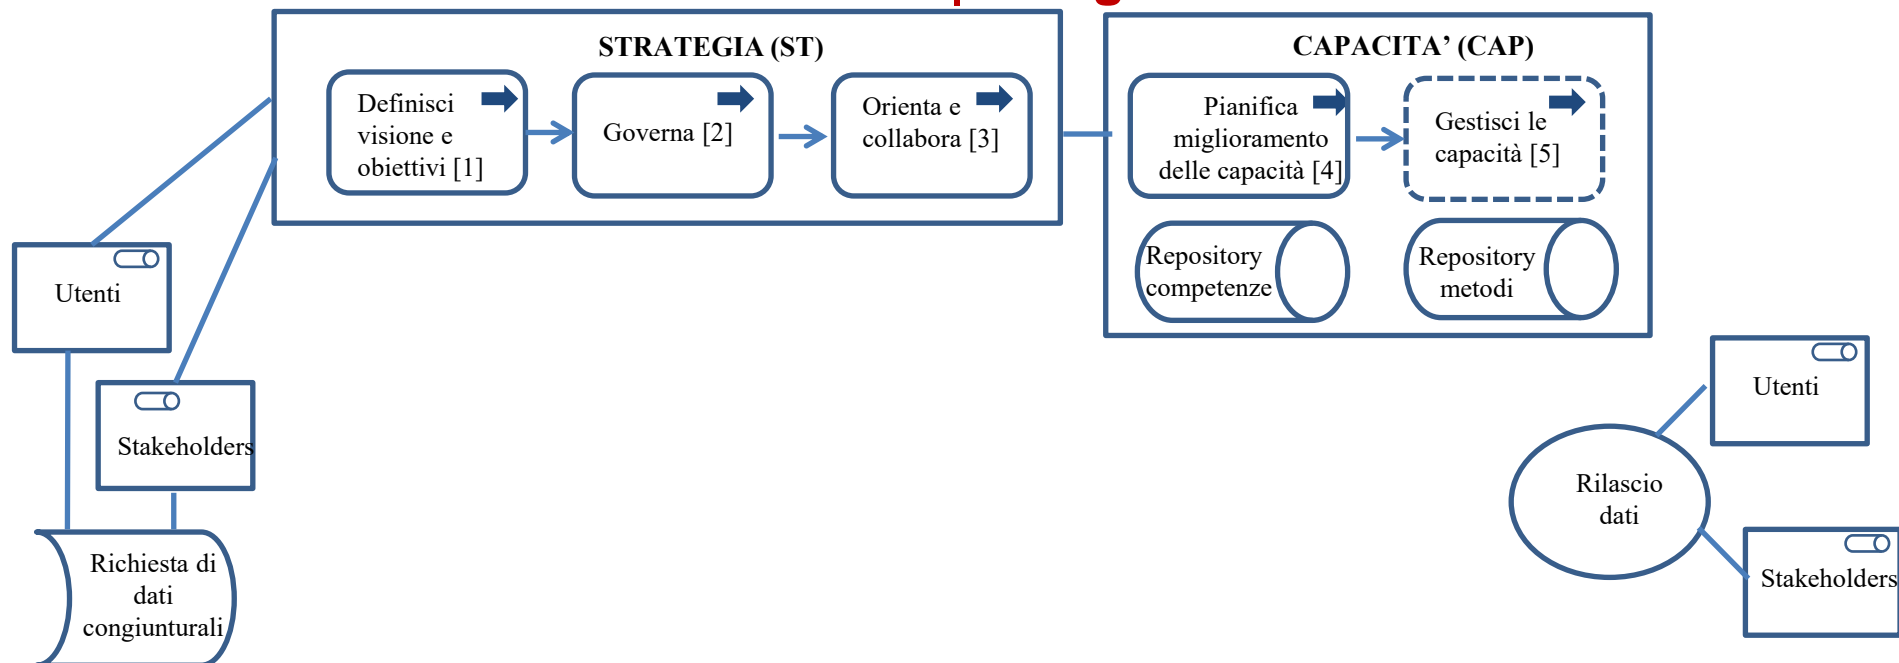 STRATEGIA (ST)
Definisci
visione e
obiettivi [1]
Governa [2]
Orienta e
collabora [3]
CAPACITA’ (CAP)
Pianifica
miglioramento
delle capacità [4]
Gestisci le
capacità [5]
Repository
competenze
Repository
metodi
Utenti
Stakeholders
Richiesta di
dati
congiunturali
Rilascio
dati
Utenti
Stakeholders